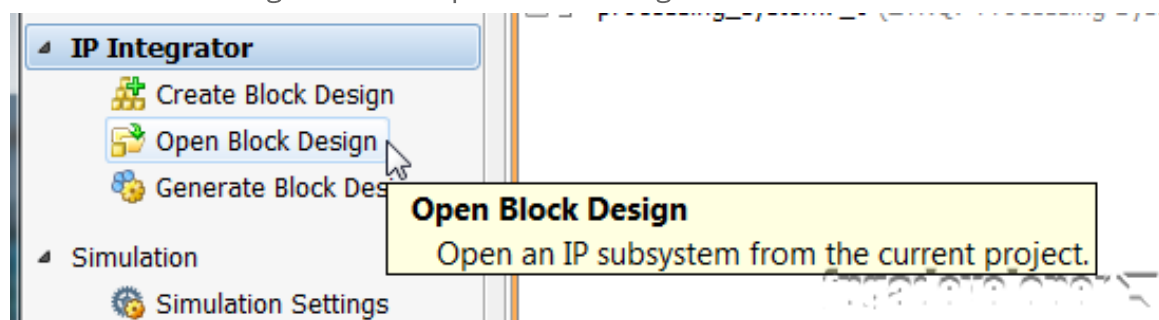 IP Integrator
Create Block Design
Open Block Design
Generate Block Des
Open Block Design
Open an IP subsystem from the current project.
Simulation
Simulation Settings